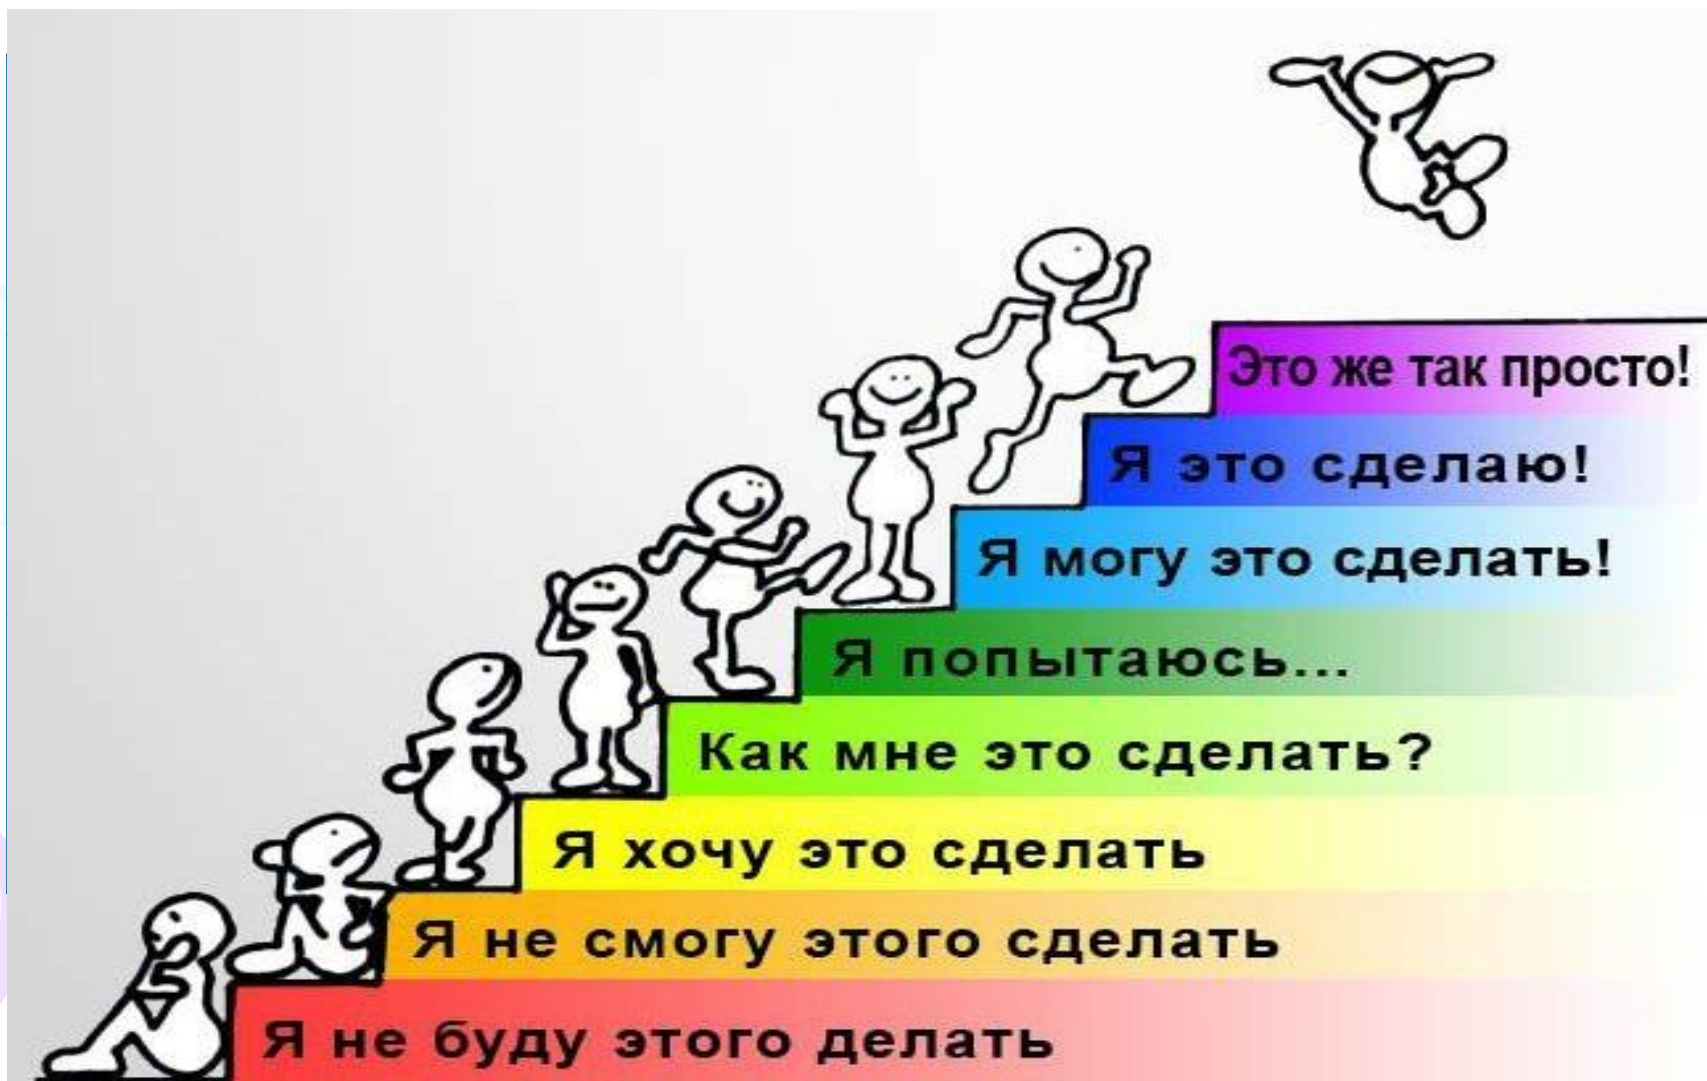 Это же так просто!
Я это сделаю!
Я могу это сделать!
Я попытаюсь...
Как мне это сделать?
Я хочу это сделать
Я не смогу этого сделать
Я не буду этого делать